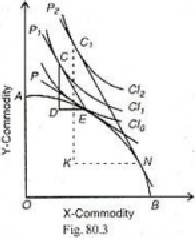 P₂
P₁
C
C₁
P
A
CI₂
CI₁
CI₀
D
E
K
N
Y-Commodity
O
B
X-Commodity
Fig. 80.3